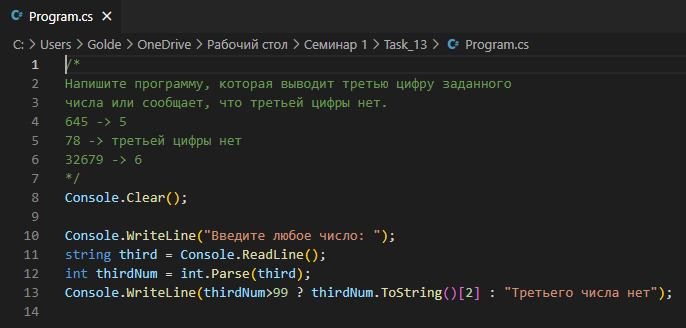 Program.cs
C: > Users > Golde > OneDrive > Рабочий стол > Семинар 1 > Task_13 > Program.cs
1 /*
2 Напишите программу, которая выводит третью цифру заданного
3 числа или сообщает, что третьей цифры нет.
4 645 -> 5
5 78 -> третьей цифры нет
6 32679 -> 6
7 */
8 Console.Clear();
9
10 Console.WriteLine("Введите любое число: ");
11 string third = Console.ReadLine();
12 int thirdNum = int.Parse(third);
13 Console.WriteLine(thirdNum>99 ? thirdNum.ToString()[2] : "Третьего числа нет");
14